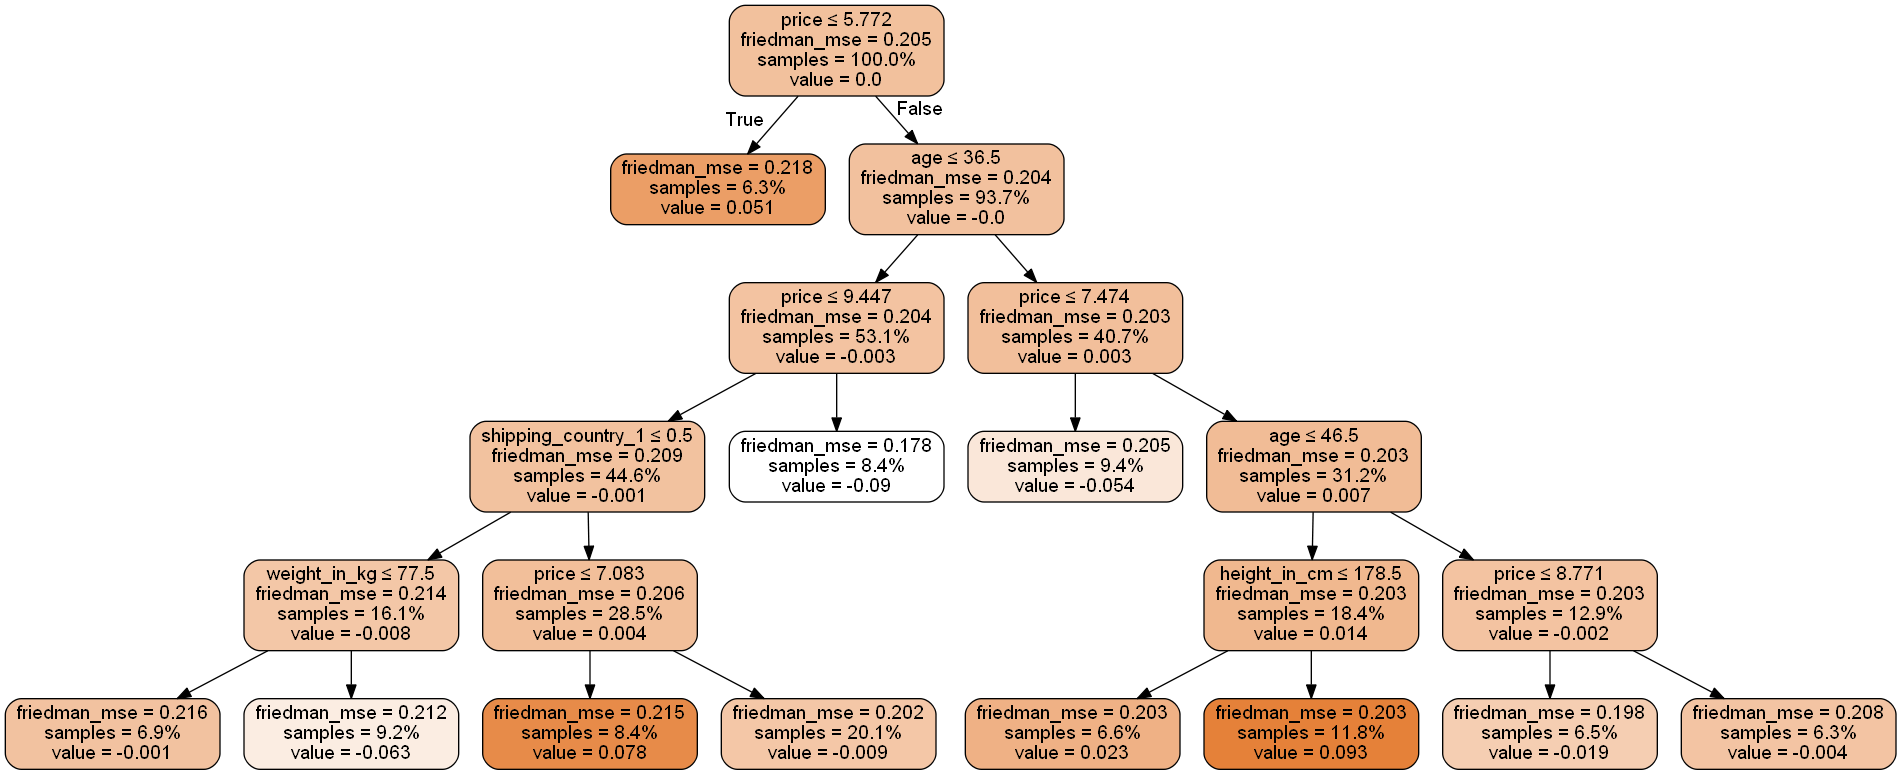 price ≤ 5.772
friedman_mse = 0.205
samples = 100.0%
value = 0.0
True
False
friedman_mse = 0.218
samples = 6.3%
value = 0.051
age ≤ 36.5
friedman_mse = 0.204
samples = 93.7%
value = -0.0
price ≤ 9.447
friedman_mse = 0.204
samples = 53.1%
value = -0.003
price ≤ 7.474
friedman_mse = 0.203
samples = 40.7%
value = 0.003
shipping_country_1 ≤ 0.5
friedman_mse = 0.209
samples = 44.6%
value = -0.001
friedman_mse = 0.178
samples = 8.4%
value = -0.09
friedman_mse = 0.205
samples = 9.4%
value = -0.054
age ≤ 46.5
friedman_mse = 0.203
samples = 31.2%
value = 0.007
weight_in_kg ≤ 77.5
friedman_mse = 0.214
samples = 16.1%
value = -0.008
price ≤ 7.083
friedman_mse = 0.206
samples = 28.5%
value = 0.004
height_in_cm ≤ 178.5
friedman_mse = 0.203
samples = 18.4%
value = 0.014
price ≤ 8.771
friedman_mse = 0.203
samples = 12.9%
value = -0.002
friedman_mse = 0.216
samples = 6.9%
value = -0.001
friedman_mse = 0.212
samples = 9.2%
value = -0.063
friedman_mse = 0.215
samples = 8.4%
value = 0.078
friedman_mse = 0.202
samples = 20.1%
value = -0.009
friedman_mse = 0.203
samples = 6.6%
value = 0.023
friedman_mse = 0.203
samples = 11.8%
value = 0.093
friedman_mse = 0.198
samples = 6.5%
value = -0.019
friedman_mse = 0.208
samples = 6.3%
value = -0.004